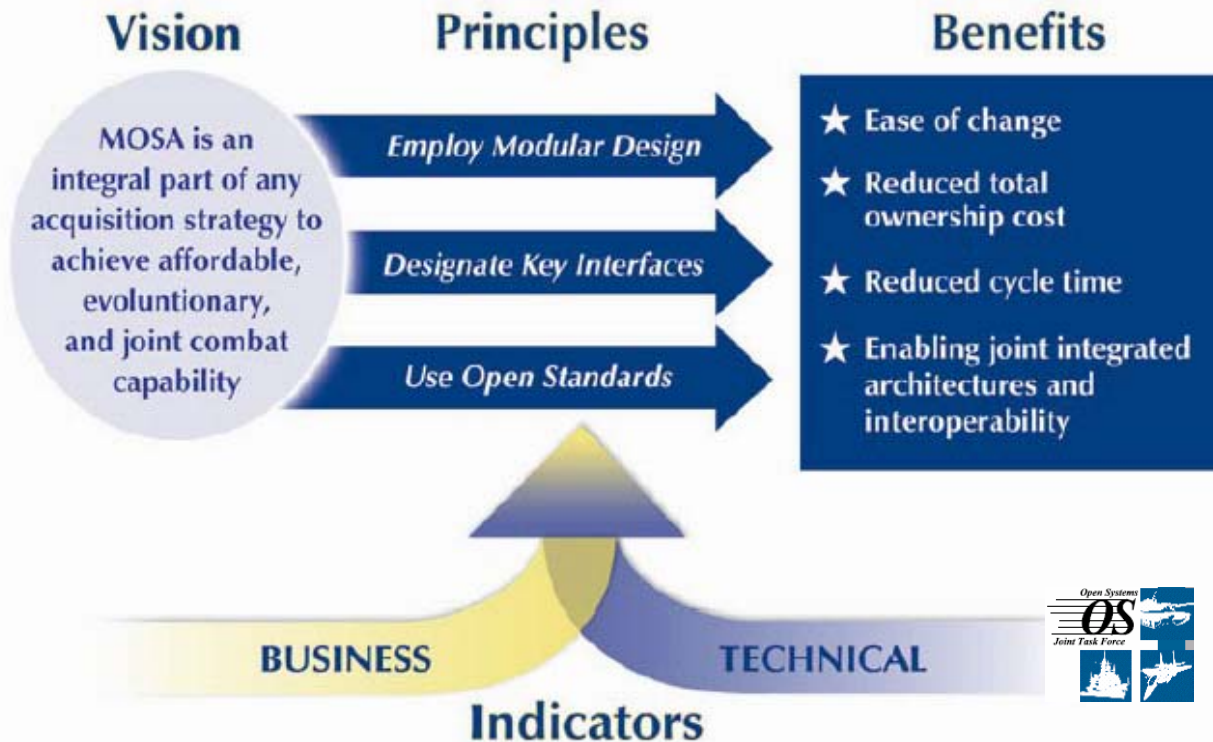 Vision
Principles
Benefits
MOSA is an
integral part of any
acquisition strategy to
achieve affordable,
evoluntionary,
and joint combat
capability
Employ Modular Design
Designate Key Interfaces
Use Open Standards
★ Ease of change
★ Reduced total
ownership cost
★ Reduced cycle time
★ Enabling joint integrated
architectures and
interoperability
BUSINESS
TECHNICAL
Indicators
Open Systems
OS
Joint Task Force